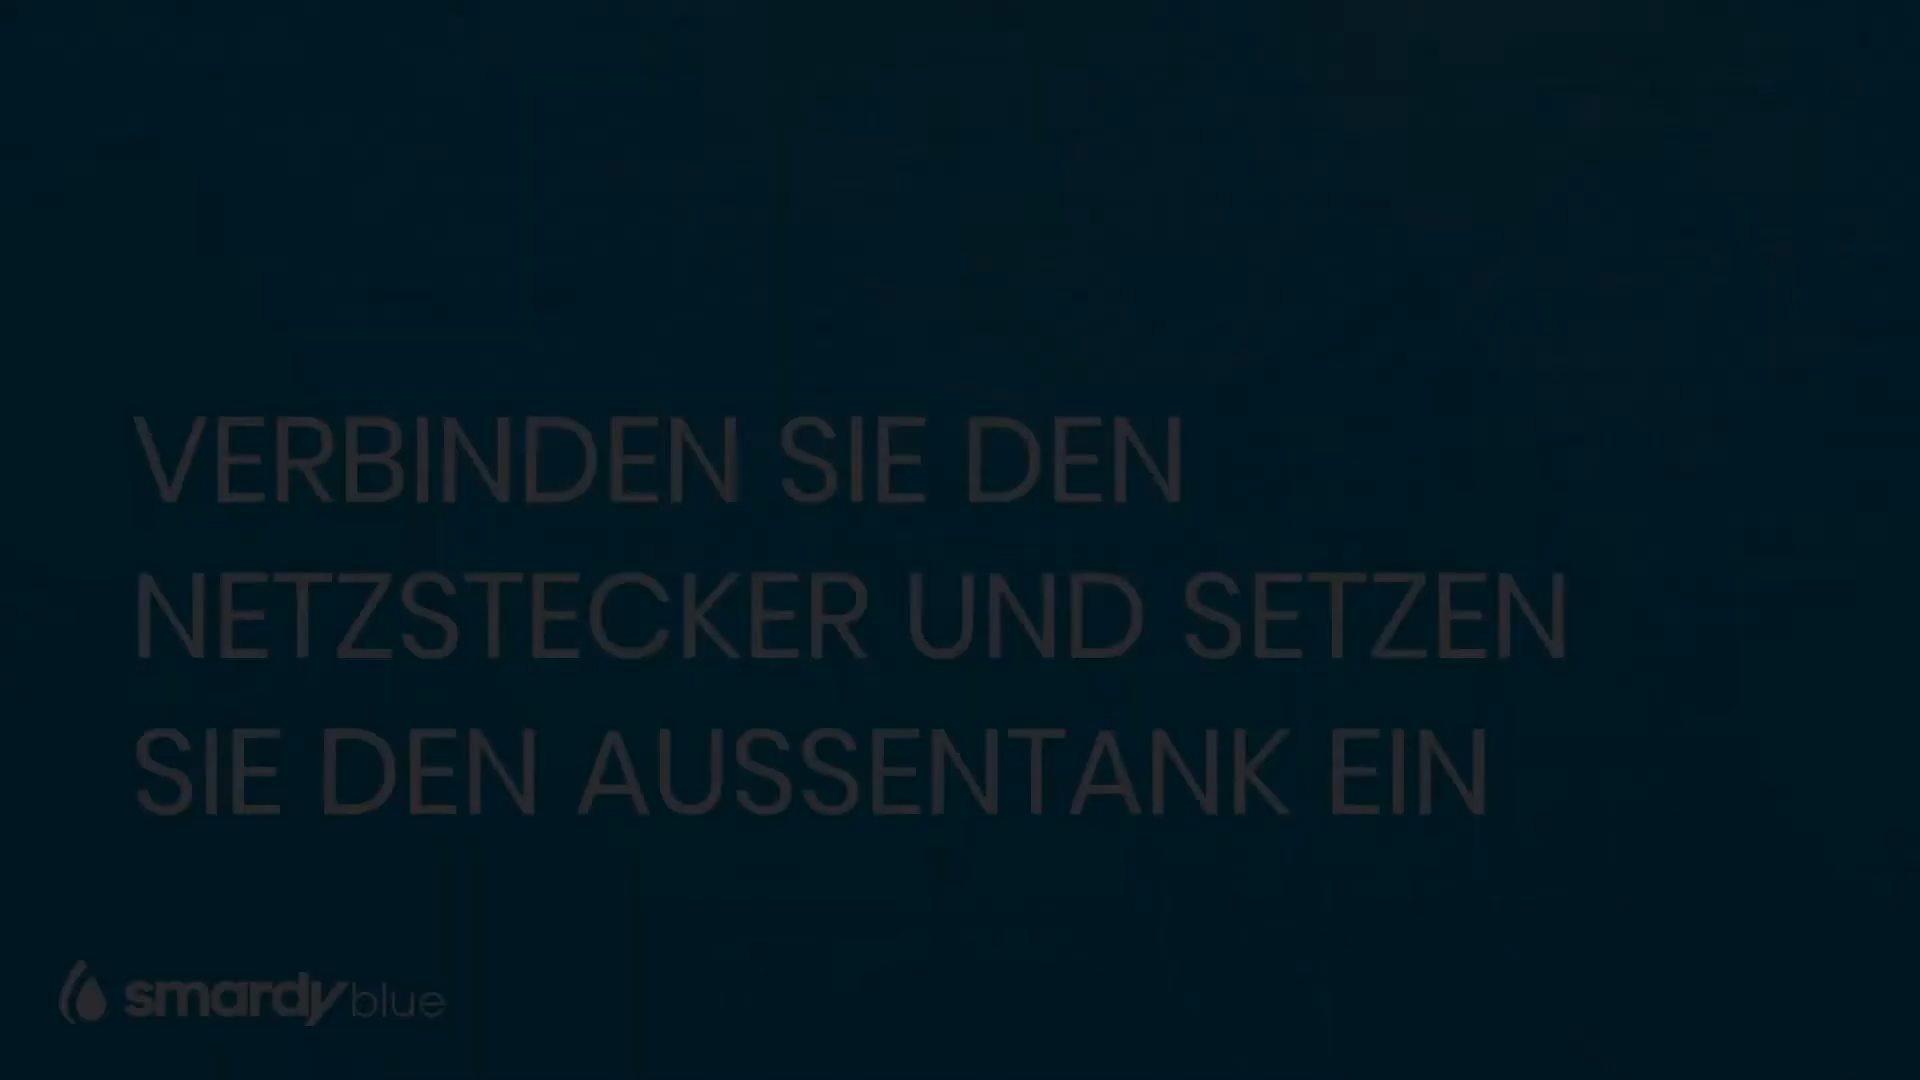 VERBINDEN SIE DEN
NETZSTECKER UND SETZEN
SIE DEN AUSSENTANK EIN
smardy blue